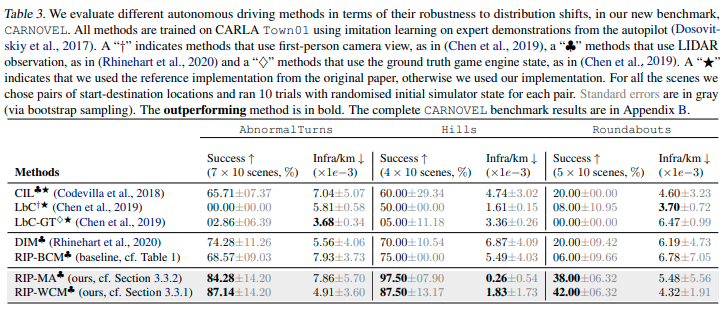 Table 3. We evaluate different autonomous driving methods in terms of their robustness to distribution shifts, in our new benchmark,
CARNOVEL. All methods are trained on CARLA Town01 using imitation learning on expert demonstrations from the autopilot (Dosovit-
skiy et al., 2017). A “†” indicates methods that use first-person camera view, as in (Chen et al., 2019), a “♣” methods that use LIDAR
observation, as in (Rhinehart et al., 2020) and a “♢” methods that use the ground truth game engine state, as in (Chen et al., 2019). A “★”
indicates that we used the reference implementation from the original paper, otherwise we used our implementation. For all the scenes we
chose pairs of start-destination locations and ran 10 trials with randomised initial simulator state for each pair. Standard errors are in gray
(via bootstrap sampling). The outperforming method is in bold. The complete CARNOVEL benchmark results are in Appendix B.
AbnormalTurns Hills Roundabouts
Success ↑ Infra/km ↓ Success ↑ Infra/km ↓ Success ↑ Infra/km ↓
Methods (7 × 10 scenes, %) (×1e−3) (4 × 10 scenes, %) (×1e−3) (5 × 10 scenes, %) (×1e−3)
CIL♣★ (Codevilla et al., 2018) 65.71±07.37 7.04±5.07 60.00±29.34 4.74±3.02 20.00±00.00 4.60±3.23
LbC†★ (Chen et al., 2019) 00.00±00.00 5.81±0.58 50.00±00.00 1.61±0.15 08.00±10.95 3.70±0.72
LbC-GT♢★ (Chen et al., 2019) 02.86±06.39 3.68±0.34 05.00±11.18 3.36±0.26 00.00±00.00 6.47±0.99
DIM♣ (Rhinehart et al., 2020) 74.28±11.26 5.56±4.06 70.00±10.54 6.87±4.09 20.00±09.42 6.19±4.73
RIP-BCM♣ (baseline, cf. Table 1) 68.57±09.03 7.93±3.73 75.00±00.00 5.49±4.03 06.00±09.66 6.78±7.05
RIP-MA♣ (ours, cf. Section 3.3.2) 84.28±14.20 7.86±5.70 97.50±07.90 0.26±0.54 38.00±06.32 5.48±5.56
RIP-WCM♣ (ours, cf. Section 3.3.1) 87.14±14.20 4.91±3.60 87.50±13.17 1.83±1.73 42.00±06.32 4.32±1.91